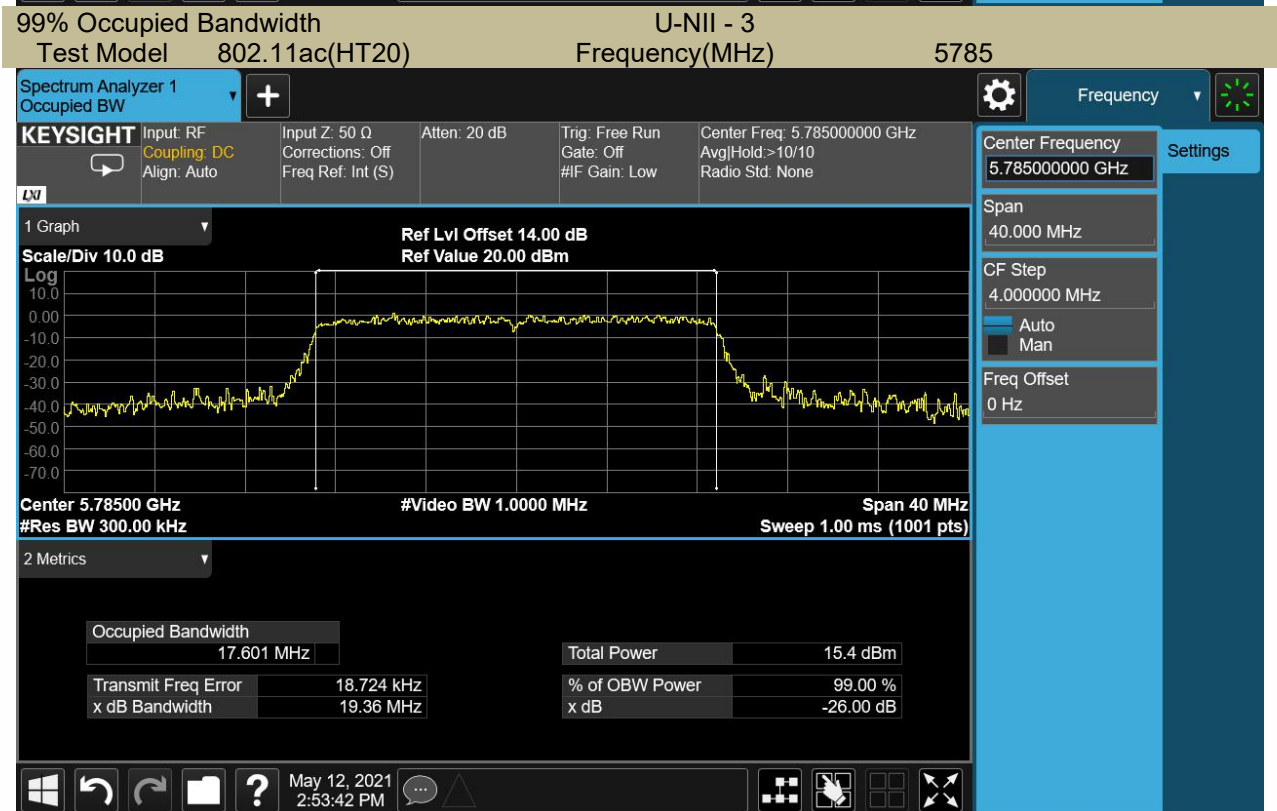 99% Occupied Bandwidth U-NII - 3
Test Model 802.11ac(HT20) Frequency(MHz) 5785
Spectrum Analyzer 1
Occupied BW
+
Frequency
KEYSIGHT
LXI
Input: RF
Coupling: DC
Align: Auto
Input Z: 50 Ω
Corrections: Off
Freq Ref: Int (S)
Atten: 20 dB
Trig: Free Run
Gate: Off
#IF Gain: Low
Center Freq: 5.785000000 GHz
Avg|Hold:>10/10
Radio Std: None
Center Frequency
5.785000000 GHz
Settings
Span
40.000 MHz
CF Step
4.000000 MHz
Auto
Man
Freq Offset
0 Hz
1 Graph
Scale/Div 10.0 dB
Ref Lvl Offset 14.00 dB
Ref Value 20.00 dBm
Log
10.0
0.00
-10.0
-20.0
-30.0
-40.0
-50.0
-60.0
-70.0
Center 5.78500 GHz #Video BW 1.0000 MHz Span 40 MHz
#Res BW 300.00 kHz Sweep 1.00 ms (1001 pts)
2 Metrics
Occupied Bandwidth
17.601 MHz Total Power 15.4 dBm
Transmit Freq Error 18.724 kHz % of OBW Power 99.00 %
x dB Bandwidth 19.36 MHz x dB -26.00 dB
?
May 12, 2021
2:53:42 PM